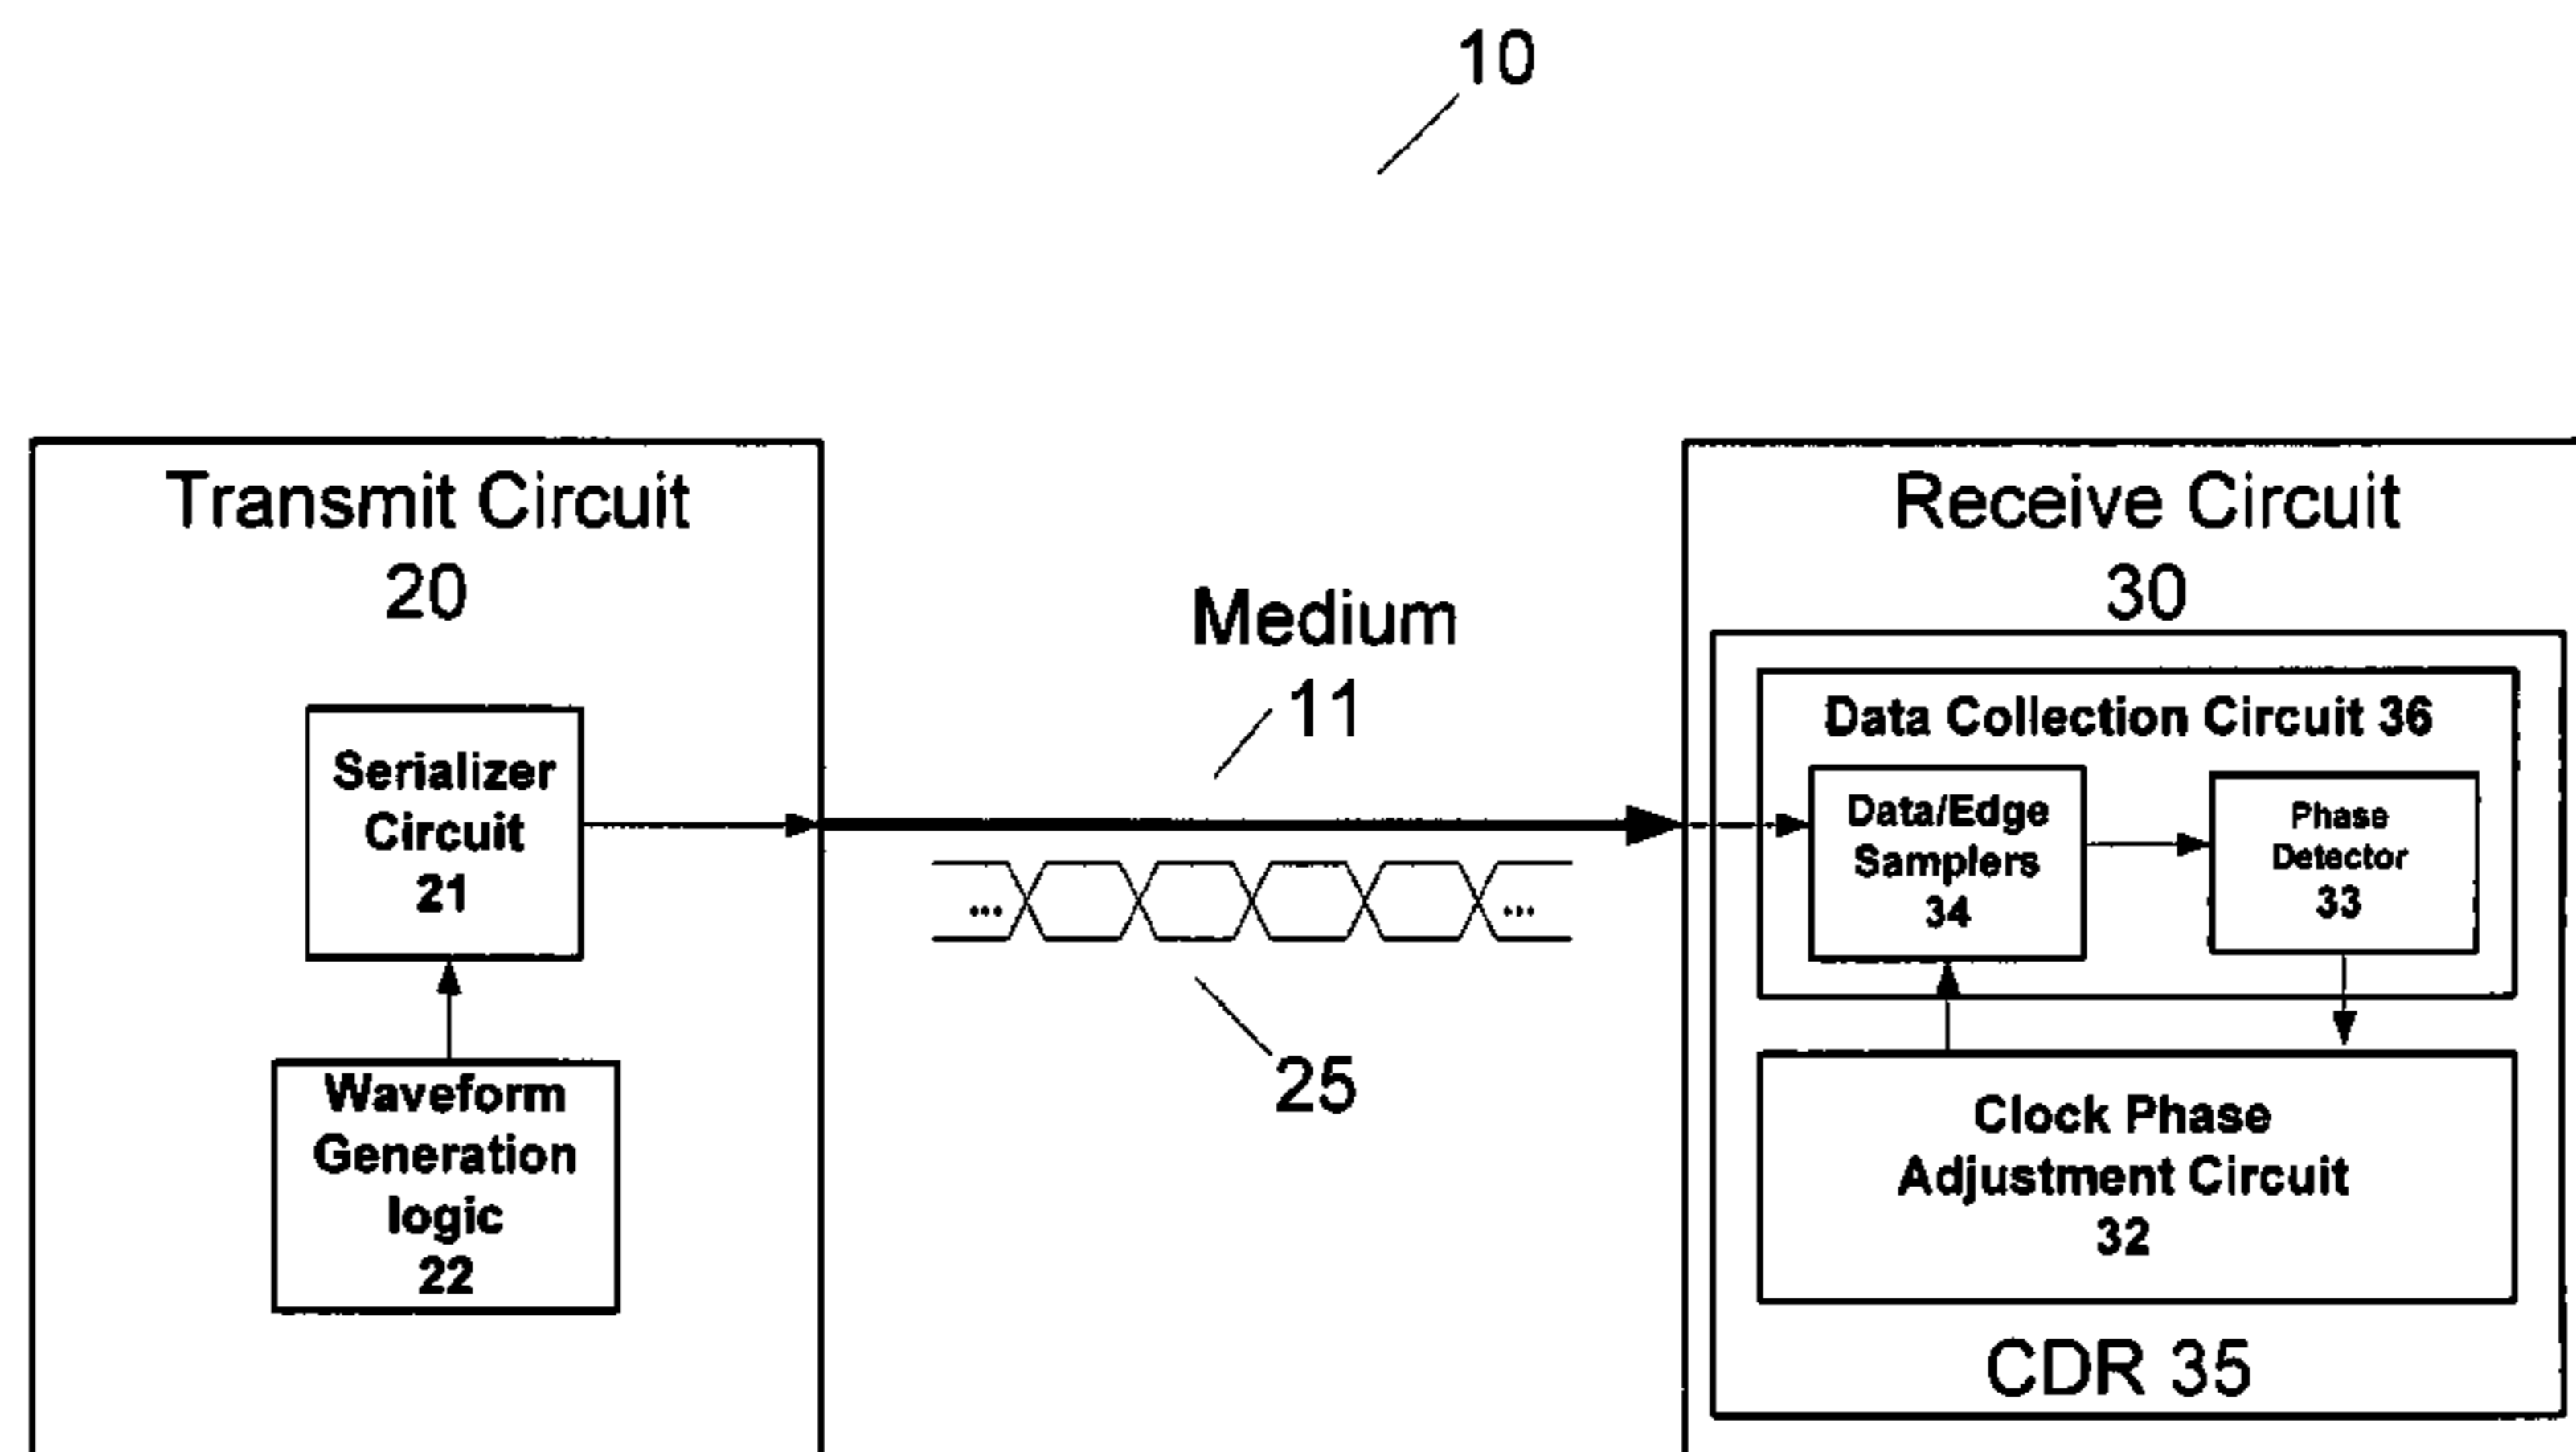 10
Transmit Circuit
20
Serializer
Circuit
21
Waveform
Generation
logic
22
Medium
11
...
...
25
Receive Circuit
30
Data Collection Circuit 36
Data/Edge
Samplers
34
Phase
Detector
33
Clock Phase
Adjustment Circuit
32
CDR 35